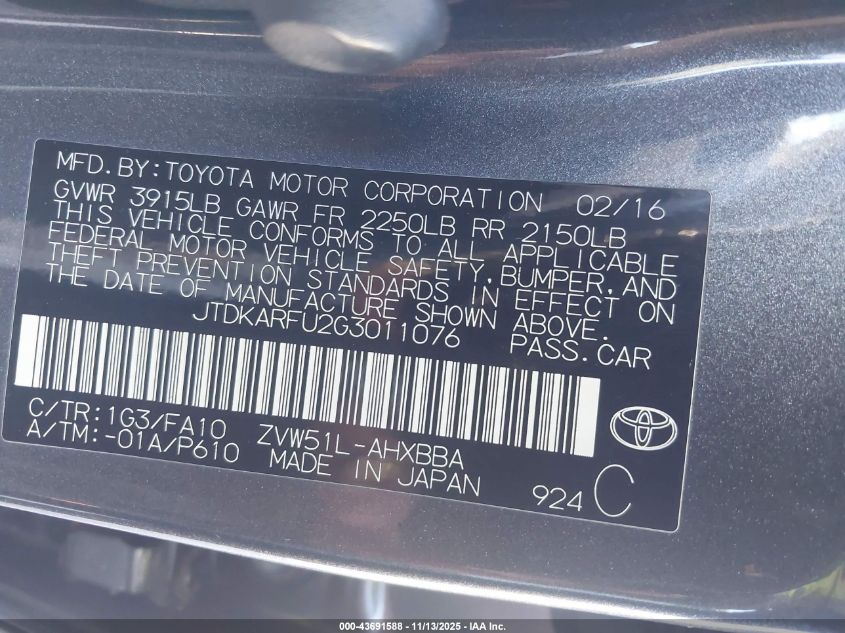 MFD.BY:TOYOTA MOTOR CORPORATION 02/16
GVWR 3915LB GAWR FR 2250LB RR 2150LB
THIS VEHICLE CONFORMS TO ALL APPLICABLE
FEDERAL MOTOR VEHICLE SAFETY,BUMPER,AND
THEFT PREVENTION STANDARDS IN EFFECT ON
THE DATE OF MANUFACTURE SHOWN ABOVE.
JTDKARFU2G3011076 PASS.CAR
C/TR:1G3/FA10 ZVW51L-AHXBBA
A/TM:-01A/P610 MADE IN JAPAN 924 C
000-43691588 - 11/13/2025 - IAA Inc.